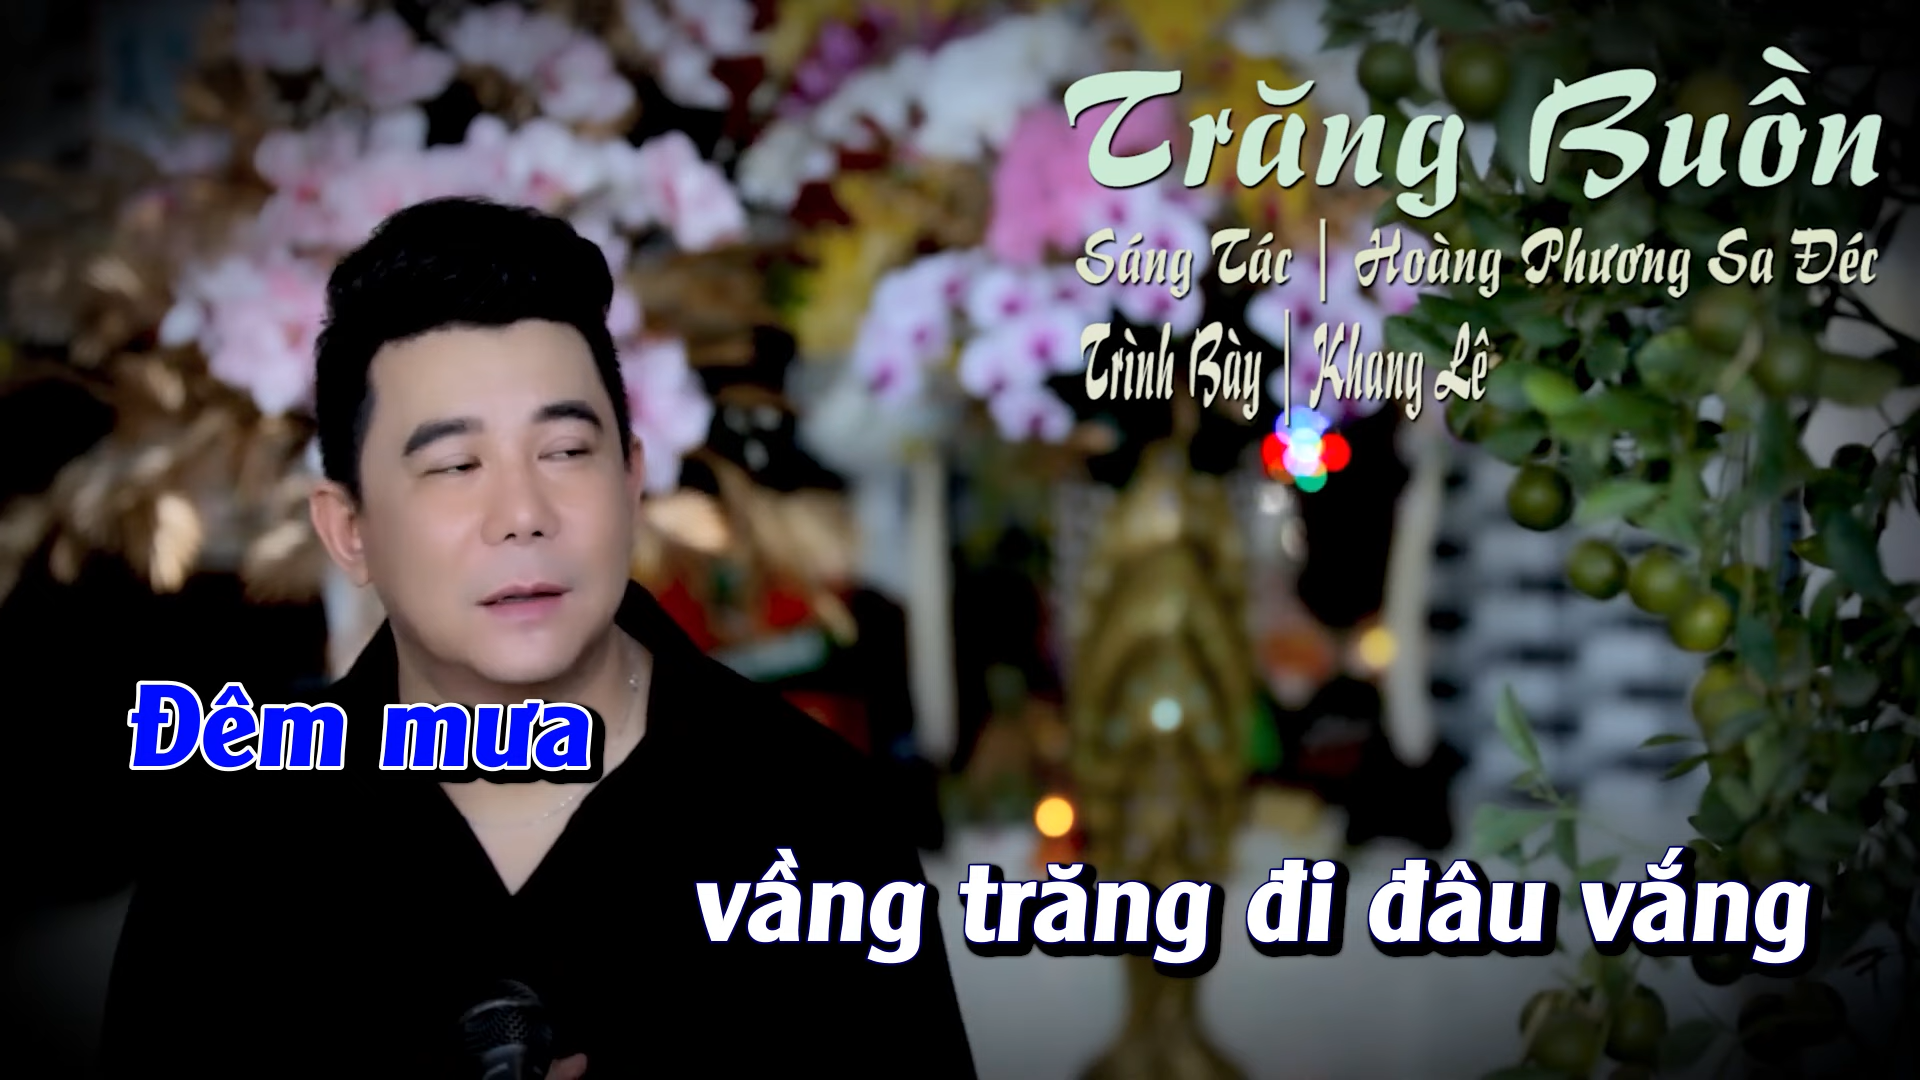 Trăng Buồn
Sáng Tác | Hoàng Phương Sa Đéc
Trình Bày | Khang Lê
Đêm mưa
vầng trăng đi đâu vắng